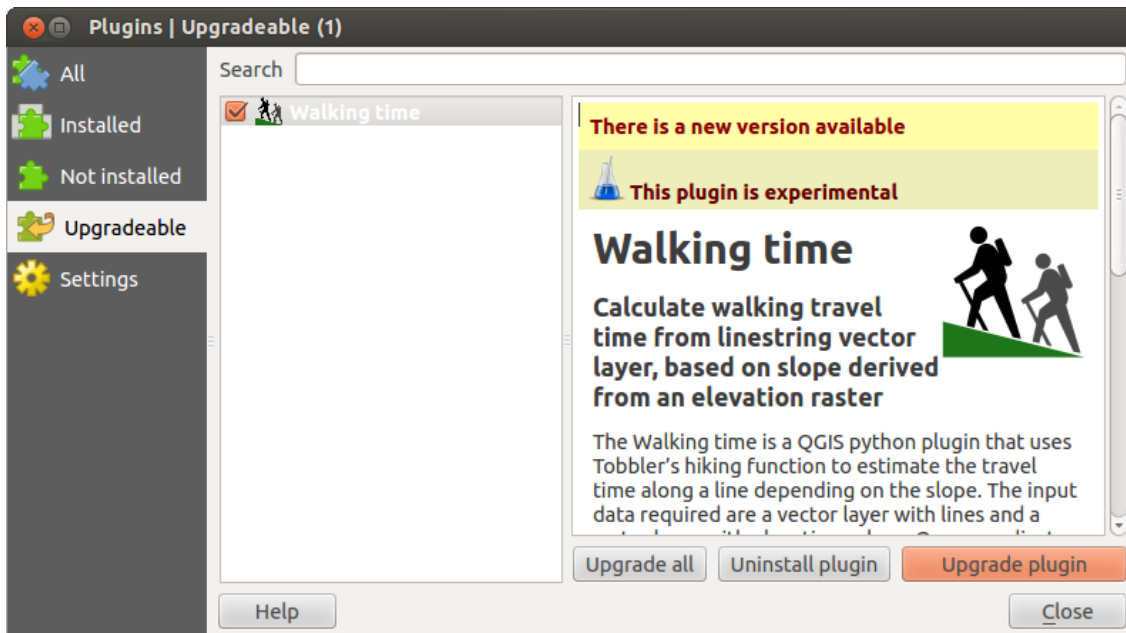 Plugins | Upgradeable (1)
All
Installed
Not installed
Upgradeable
Settings
Search
Walking time
There is a new version available
This plugin is experimental
Walking time
Calculate walking travel
time from linestring vector
layer, based on slope derived
from an elevation raster
The Walking time is a QGIS python plugin that uses
Tobbler's hiking function to estimate the travel
time along a line depending on the slope. The input
data required are a vector layer with lines and a
Upgrade all
Uninstall plugin
Upgrade plugin
Help
Close